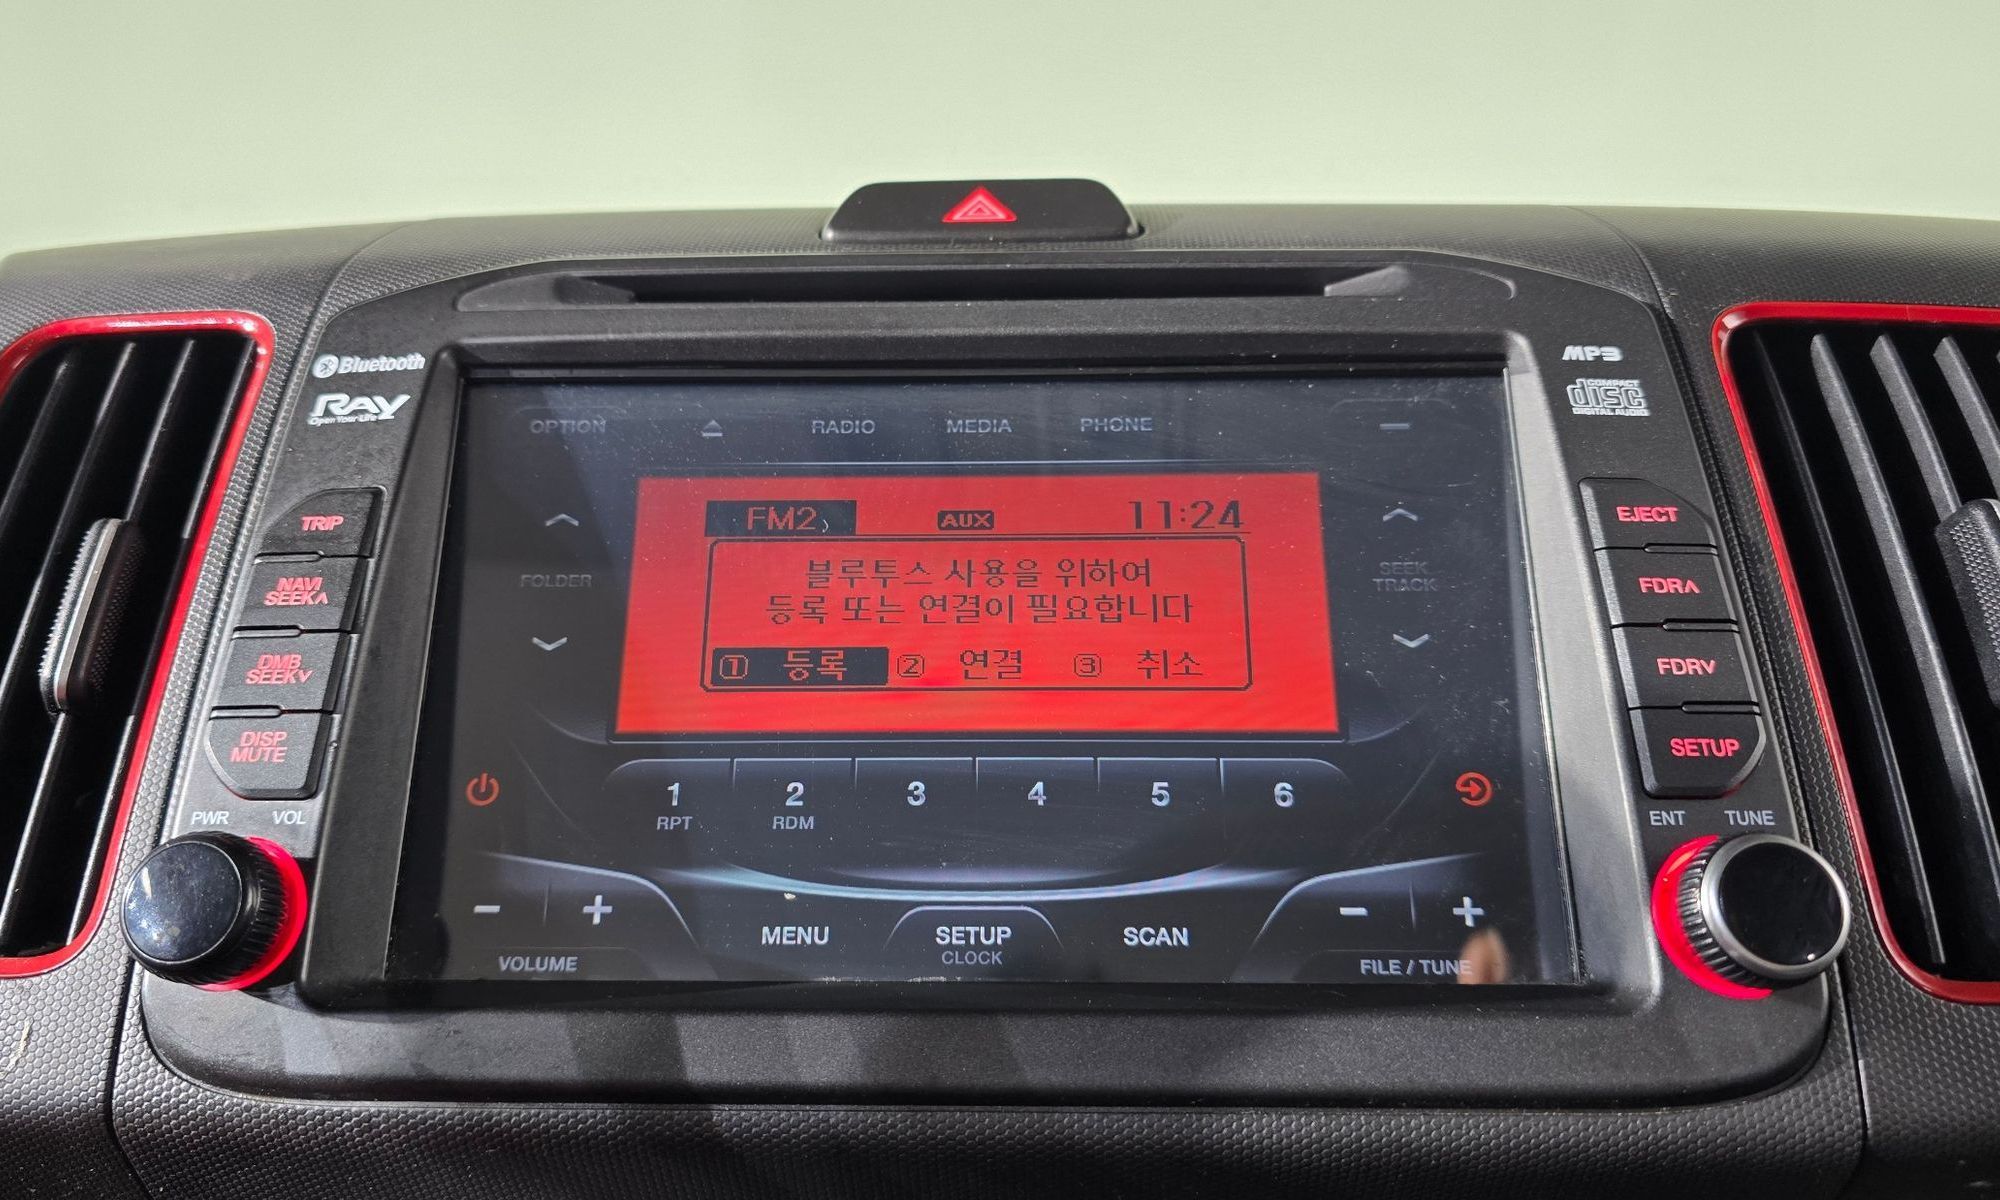 Bluetooth
RAY
Open Your Life
MP3
COMPACT
disc
DIGITAL AUDIO
OPTION RADIO MEDIA PHONE
FM2 AUX 11:24
블루투스 사용을 위하여
등록 또는 연결이 필요합니다
① 등록 ② 연결 ③ 취소
FOLDER
SEEK
TRACK
TRIP
NAVI
SEEK∧
DMB
SEEK∨
DISP
MUTE
EJECT
FDR∧
FDR∨
SETUP
PWR VOL
ENT TUNE
1 2 3 4 5 6
RPT RDM
- +
VOLUME
MENU SETUP SCAN
CLOCK
- +
FILE / TUNE